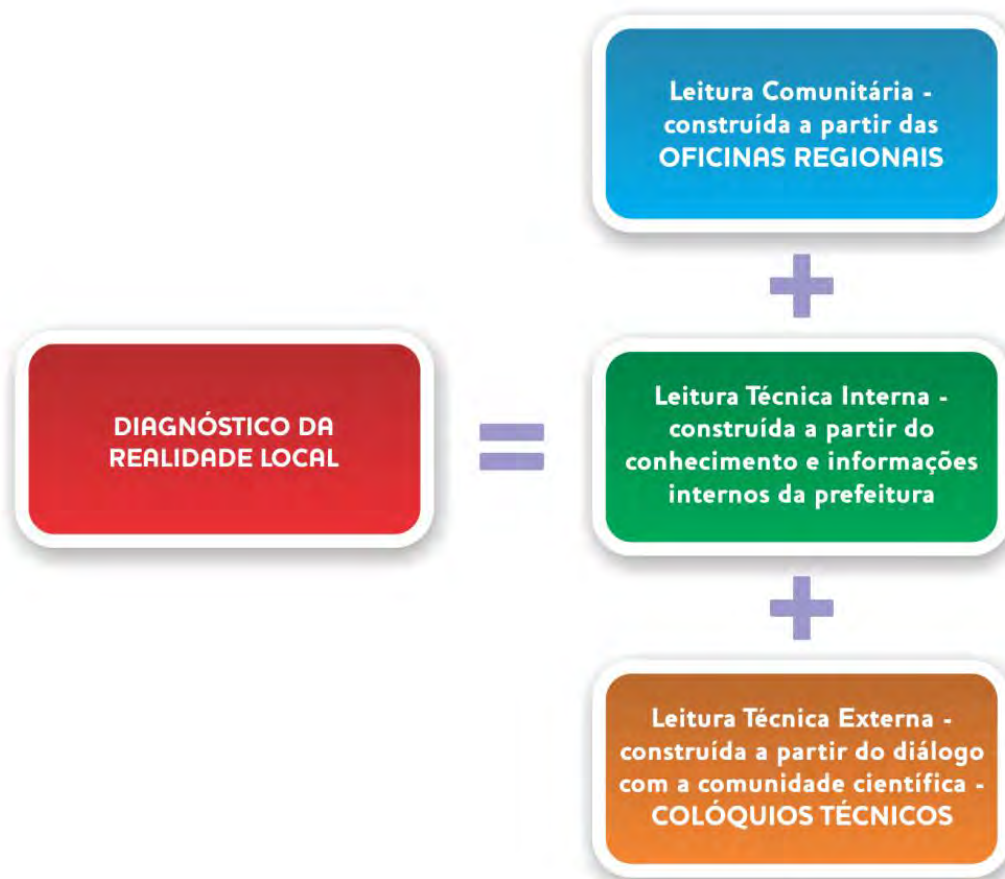 Leitura Comunitária -
construída a partir das
OFICINAS REGIONAIS
+
DIAGNÓSTICO DA
REALIDADE LOCAL
=
Leitura Técnica Interna -
construída a partir do
conhecimento e informações
internos da prefeitura
+
Leitura Técnica Externa -
construída a partir do diálogo
com a comunidade científica -
COLÓQUIOS TÉCNICOS